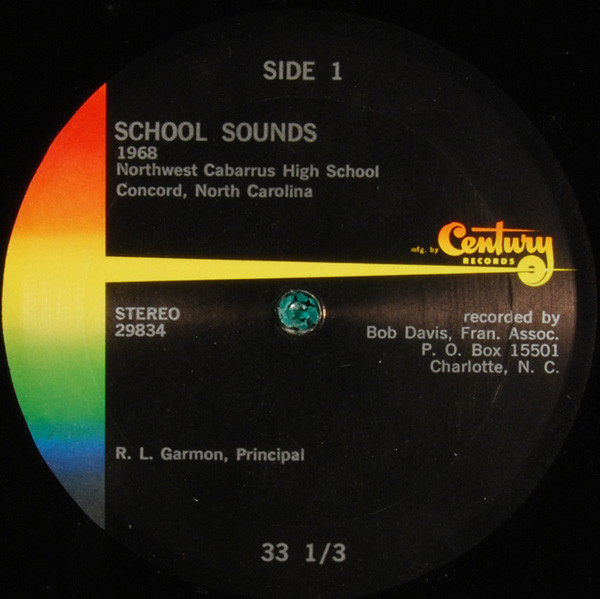 SIDE 1
SCHOOL SOUNDS
1968
Northwest Cabarrus High School
Concord, North Carolina
mfg. by Century
RECORDS
STEREO
29834
recorded by
Bob Davis, Fran. Assoc.
P. O. Box 15501
Charlotte, N. C.
R. L. Garmon, Principal
33 1/3